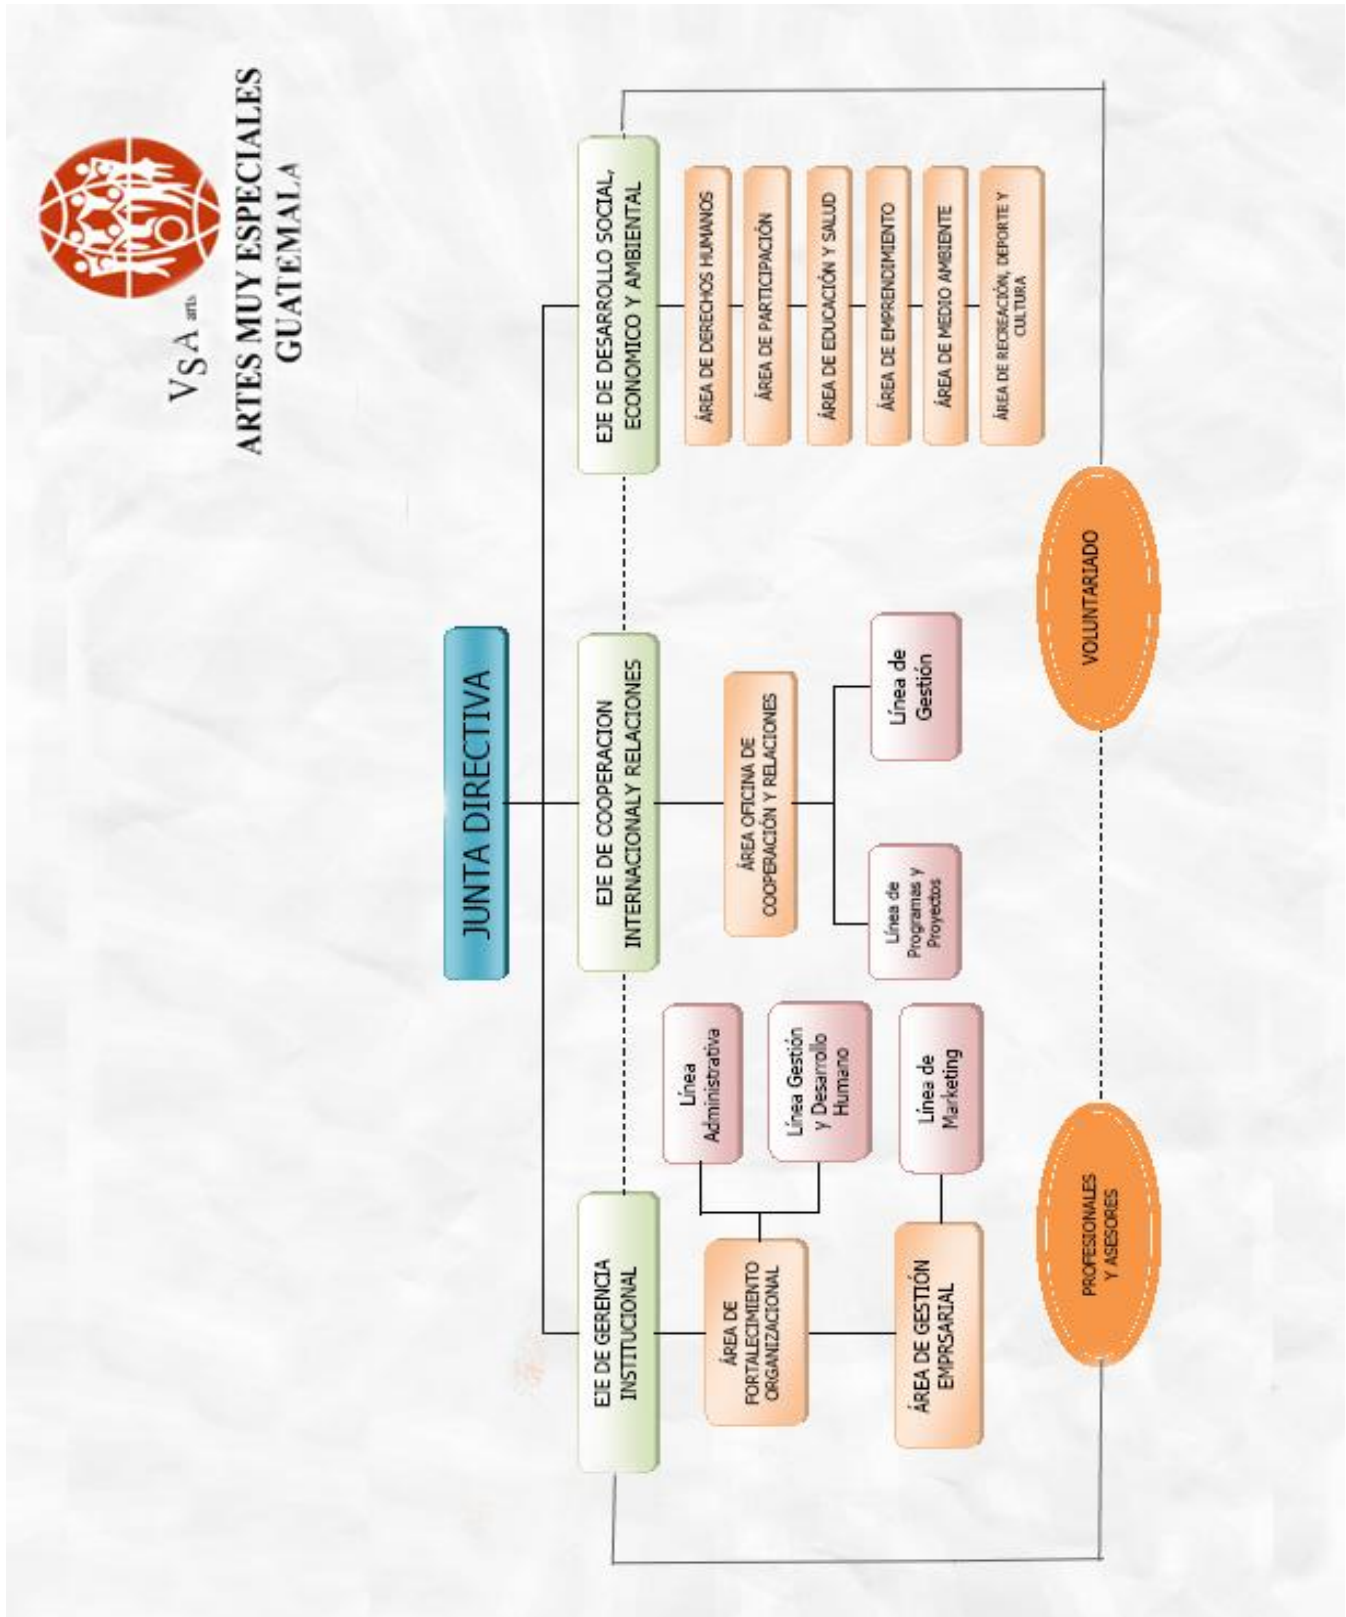 VSA arts
ARTES MUY ESPECIALES
GUATEMALA
JUNTA DIRECTIVA
EJE DE GERENCIA
INSTITUCIONAL
EJE DE COOPERACION
INTERNACIONALY RELACIONES
EJE DE DESARROLLO SOCIAL,
ECONOMICO Y AMBIENTAL
ÁREA DE
FORTALECIMIENTO
ORGANIZACIONAL
Línea
Administrativa
Línea Gestión
y Desarrollo
Humano
ÁREA DE GESTIÓN
EMPRSARIAL
Línea de
Marketing
ÁREA OFICINA DE
COOPERACIÓN Y RELACIONES
Línea de
Programas y
Proyectos
Línea de
Gestión
ÁREA DE DERECHOS HUMANOS
ÁREA DE PARTICIPACIÓN
ÁREA DE EDUCACIÓN Y SALUD
ÁREA DE EMPRENDIMIENTO
ÁREA DE MEDIO AMBIENTE
ÁREA DE RECREACIÓN, DEPORTE Y
CULTURA
PROFESIONALES
Y ASESORES
VOLUNTARIADO